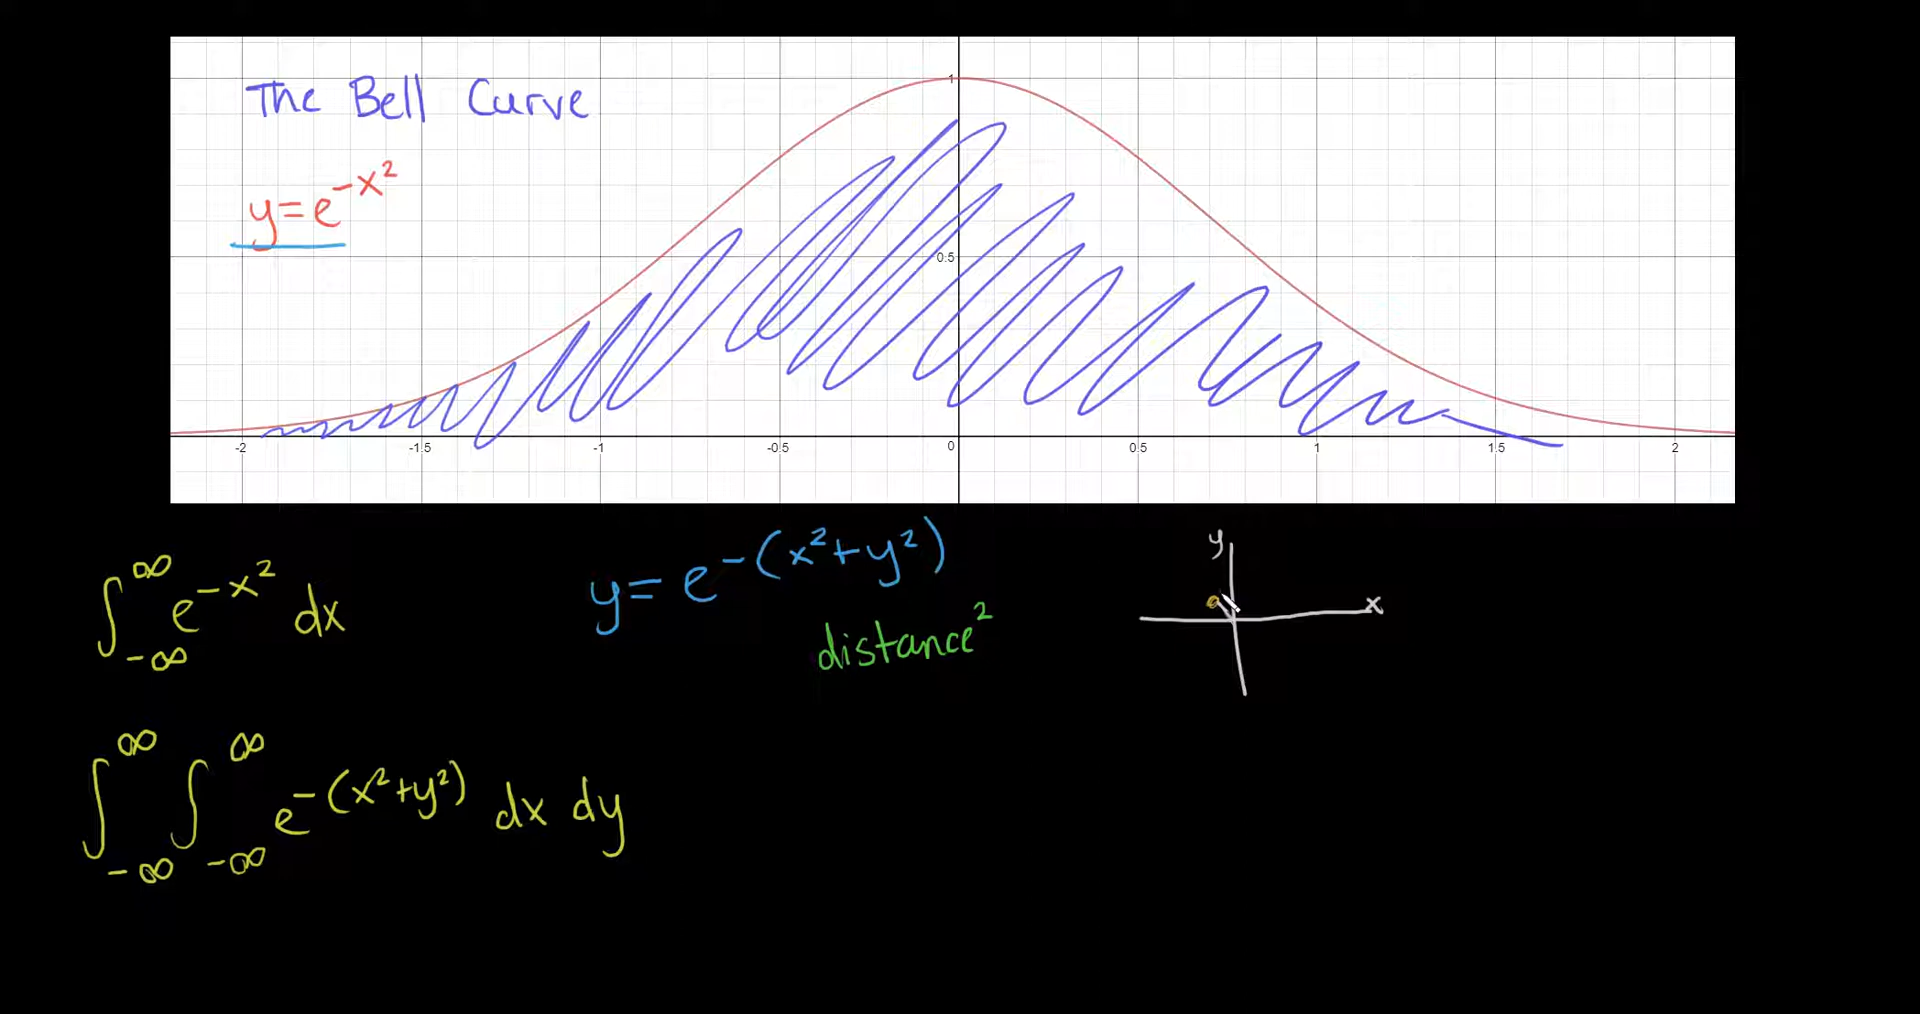 The Bell Curve
1
y=e^{-x^2}
0.5
-2 -1.5 -1 -0.5 0 0.5 1 1.5 2
∫_{-∞}^{∞} e^{-x^2} dx
y=e^{-(x^2+y^2)}
distance^2
y
x
∫_{-∞}^{∞} ∫_{-∞}^{∞} e^{-(x^2+y^2)} dx dy